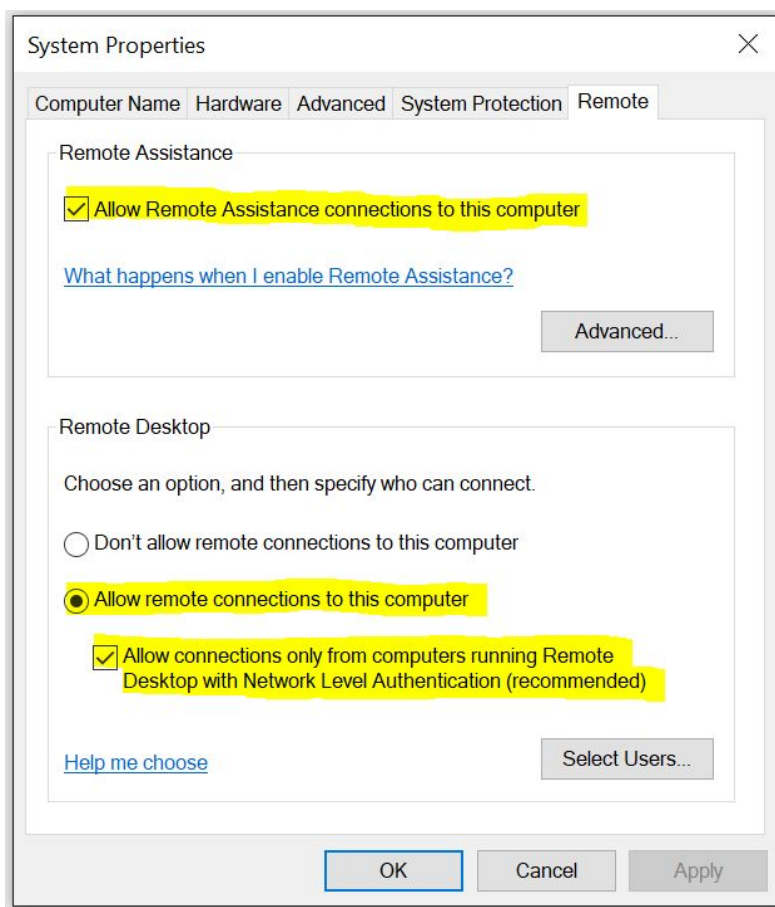 System Properties
Computer Name Hardware Advanced System Protection Remote
Remote Assistance
Allow Remote Assistance connections to this computer
What happens when I enable Remote Assistance?
Advanced...
Remote Desktop
Choose an option, and then specify who can connect.
Don't allow remote connections to this computer
Allow remote connections to this computer
Allow connections only from computers running Remote
Desktop with Network Level Authentication (recommended)
Help me choose
Select Users...
OK Cancel Apply